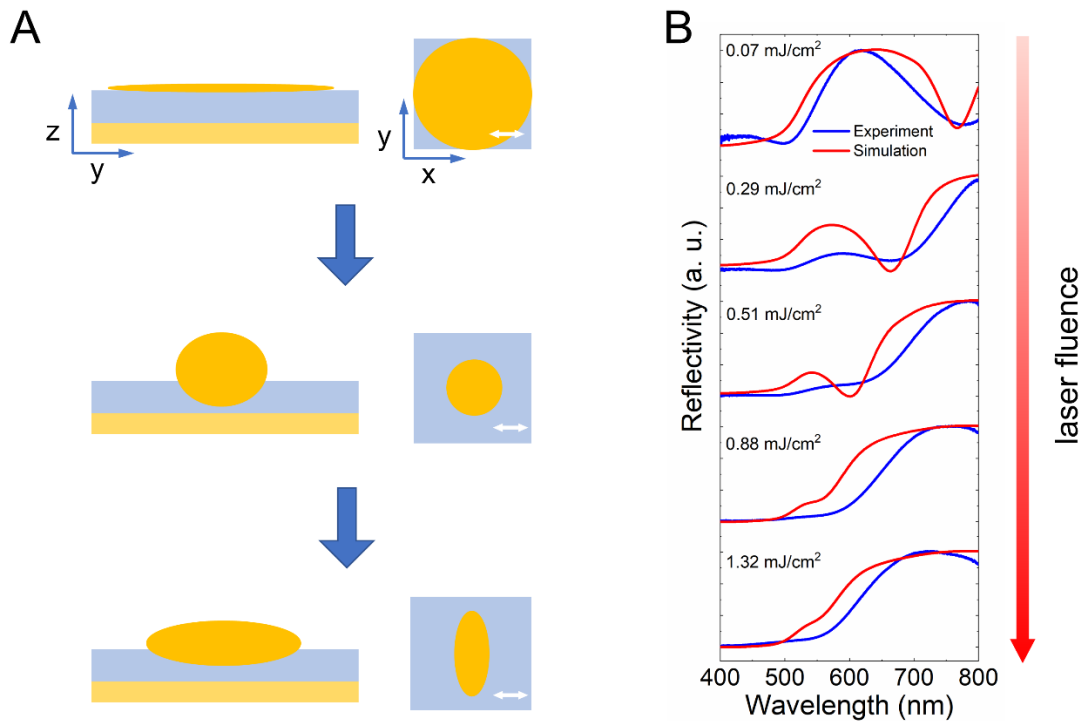 A
z
y
y
x
B
0.07 mJ/cm²
Experiment
Simulation
0.29 mJ/cm²
0.51 mJ/cm²
0.88 mJ/cm²
1.32 mJ/cm²
Reflectivity (a. u.)
400 500 600 700 800
Wavelength (nm)
laser fluence